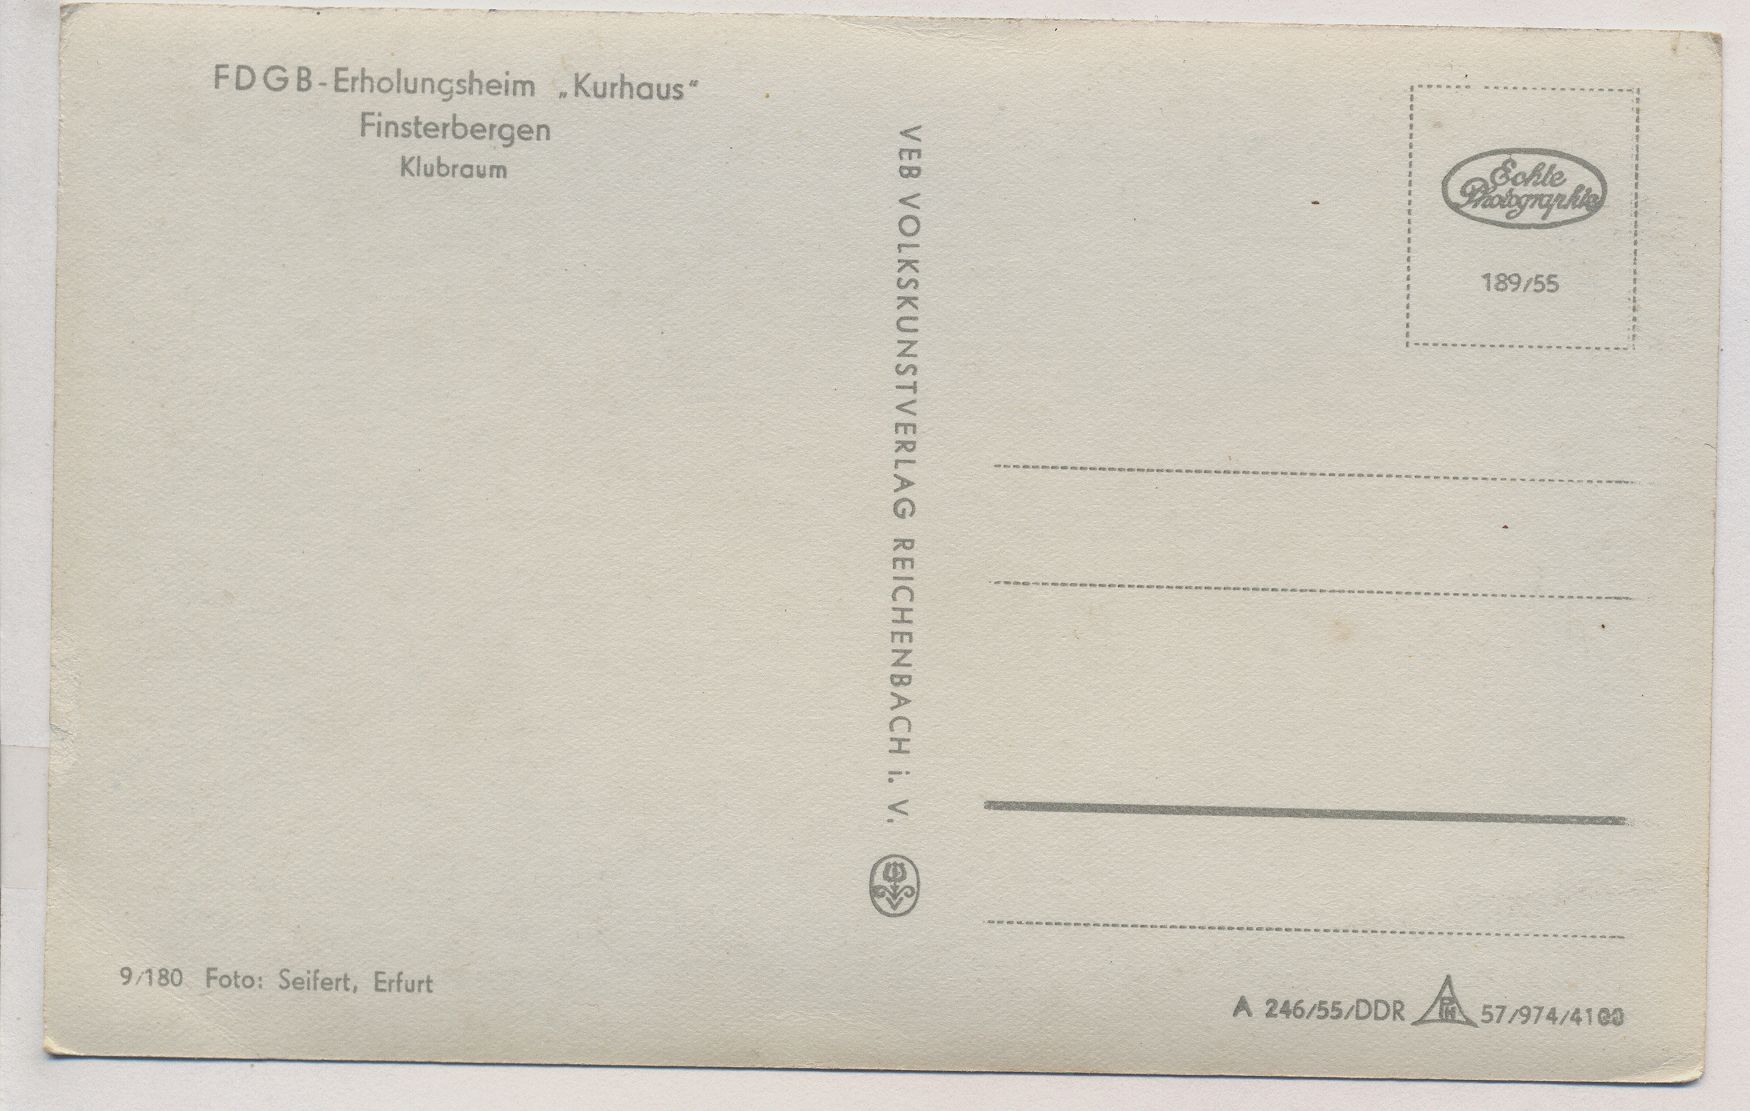 FDGB-Erholungsheim „Kurhaus“
Finsterbergen
Klubraum
VEB VOLKSKUNSTVERLAG REICHENBACH i. V.
Echte
Photographie
189/55
9/180 Foto: Seifert, Erfurt
A 246/55/DDR PH 57/974/4100